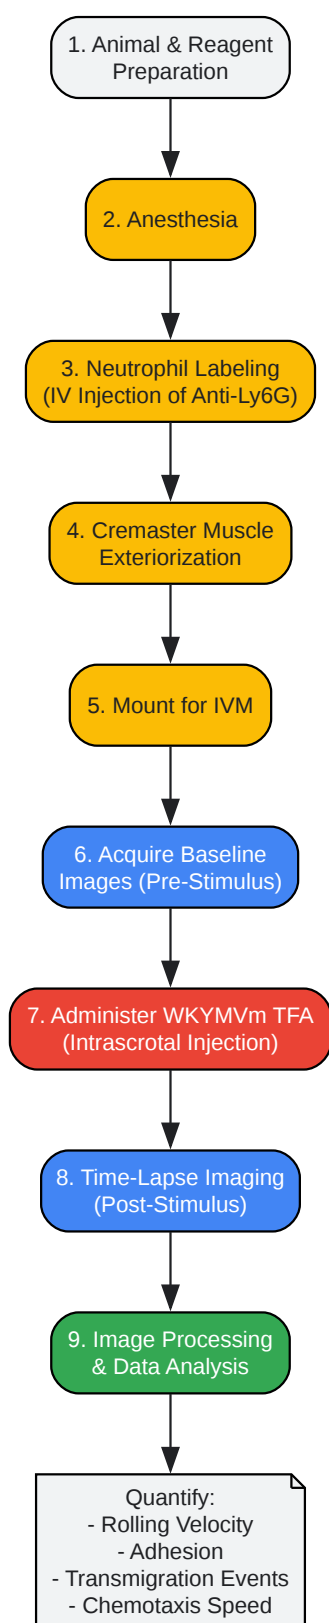 1. Animal & Reagent
Preparation
2. Anesthesia
3. Neutrophil Labeling
(IV Injection of Anti-Ly6G)
4. Cremaster Muscle
Exteriorization
5. Mount for IVM
6. Acquire Baseline
Images (Pre-Stimulus)
7. Administer WKYMVm TFA
(Intrascrotal Injection)
8. Time-Lapse Imaging
(Post-Stimulus)
9. Image Processing
& Data Analysis
Quantify:
- Rolling Velocity
- Adhesion
- Transmigration Events
- Chemotaxis Speed